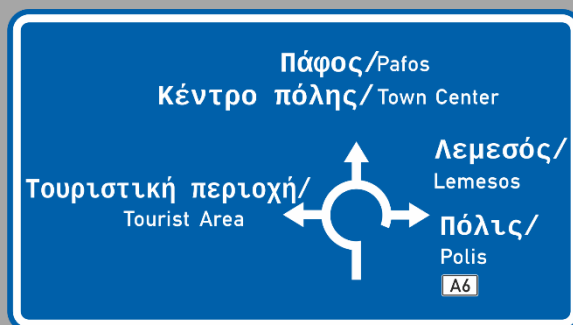 Πάφος/Pafos
Κέντρο πόλης/Town Center
Λεμεσός/
Lemesos
Τουριστική περιοχή/
Tourist Area
Πόλις/
Polis
A6